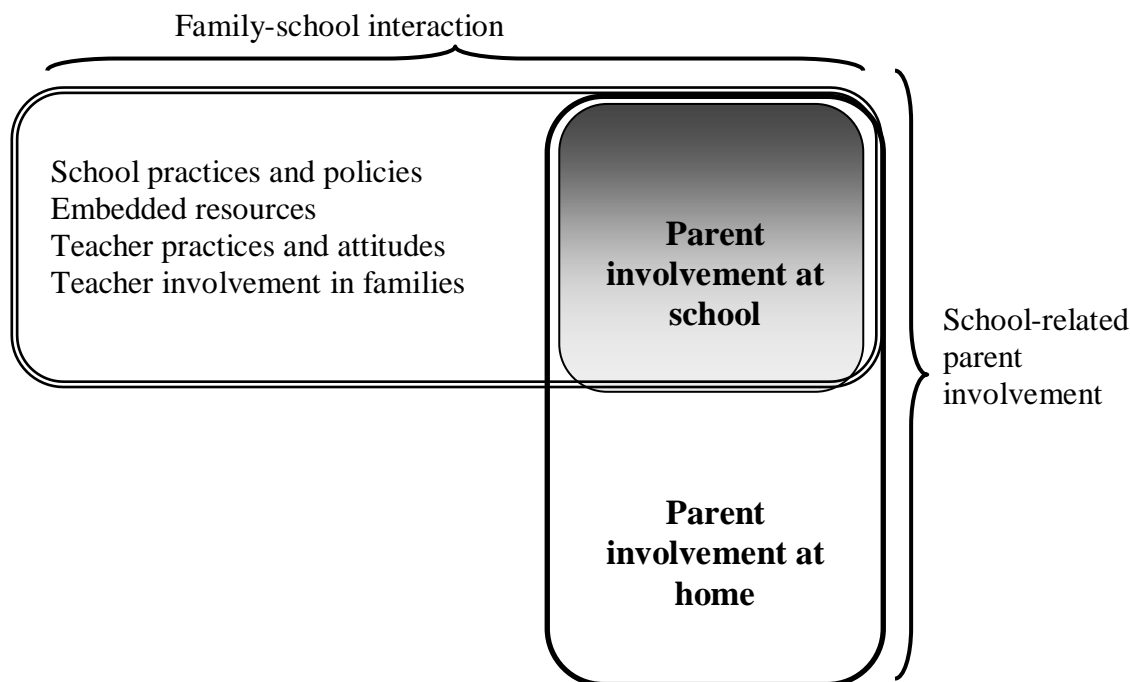 Family-school interaction
School practices and policies
Embedded resources
Teacher practices and attitudes
Teacher involvement in families
Parent
involvement at
school
School-related
parent
involvement
Parent
involvement at
home